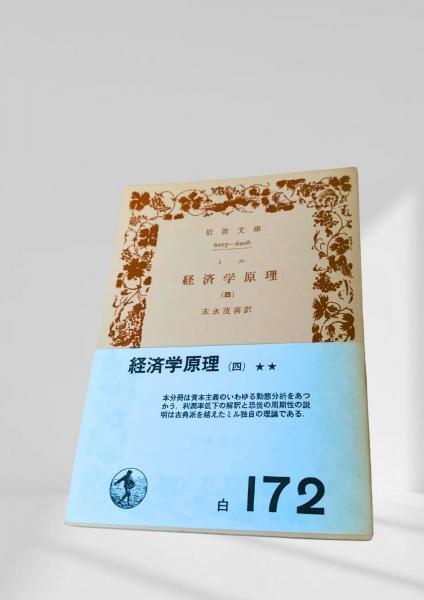 岩波文庫
6207—6208
ミル
経済学原理
(四)
末永茂喜訳
経済学原理 (四) ★★
本分冊は資本主義のいわゆる動態分析をあつ
かう. 利潤率低下の解釈と恐慌の周期性の説
明は古典派を越えたミル独自の理論である.
白 172